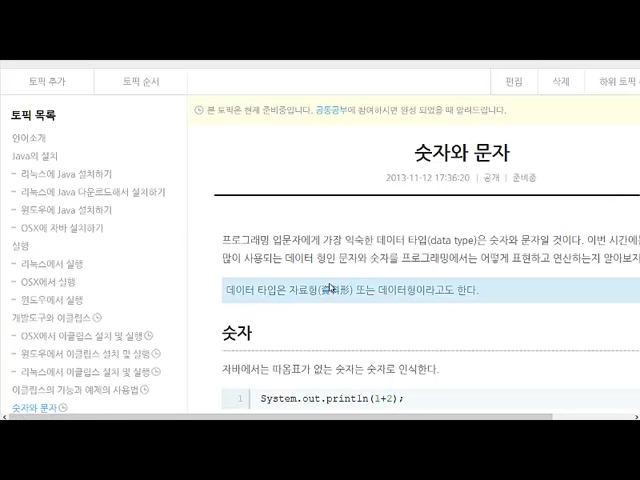 토픽 추가
토픽 순서
편집
삭제
하위 토픽
토픽 목록
언어소개
Java의 설치
리눅스에 Java 설치하기
리눅스에 Java 다운로드해서 설치하기
윈도우에 Java 설치하기
OSX에 자바 설치하기
실행
리눅스에서 실행
OSX에서 실행
윈도우에서 실행
개발도구와 이클립스
OSX에서 이클립스 설치 및 실행
윈도우에서 이클립스 설치 및 실행
리눅스에서 이클립스 설치 및 실행
이클립스의 기능과 예제의 사용법
숫자와 문자
본 토픽은 현재 준비중입니다. 공동공부에 참여하시면 완성 되었을 때 알려드립니다.
숫자와 문자
2013-11-12 17:36:20 | 공개 | 준비중
프로그래밍 입문자에게 가장 익숙한 데이터 타입(data type)은 숫자와 문자일 것이다. 이번 시간에는
많이 사용되는 데이터 형인 문자와 숫자를 프로그래밍에서는 어떻게 표현하고 연산하는지 알아보자
데이터 타입은 자료형(資料形) 또는 데이터형이라고도 한다.
숫자
자바에서는 따옴표가 없는 숫자는 숫자로 인식한다.
1 System.out.println(1+2);